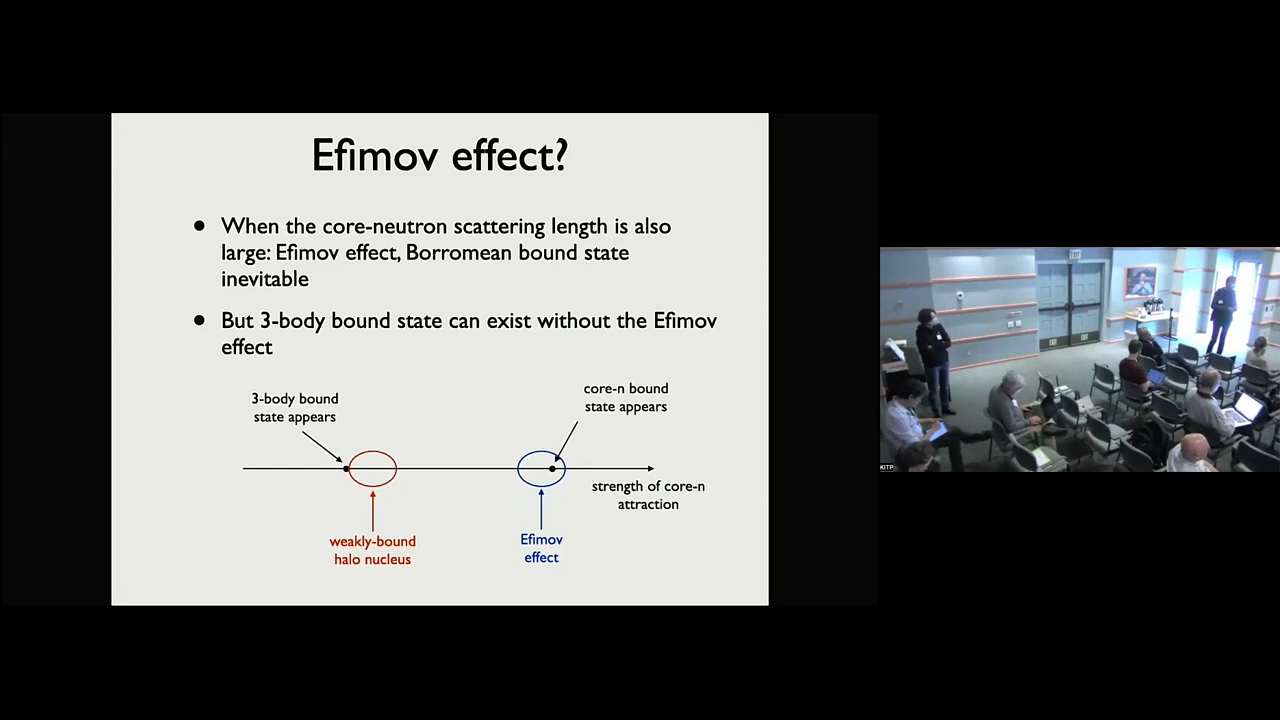 Efimov effect?
• When the core-neutron scattering length is also
large: Efimov effect, Borromean bound state
inevitable
• But 3-body bound state can exist without the Efimov
effect
3-body bound
state appears
core-n bound
state appears
strength of core-n
attraction
weakly-bound
halo nucleus
Efimov
effect
KITP